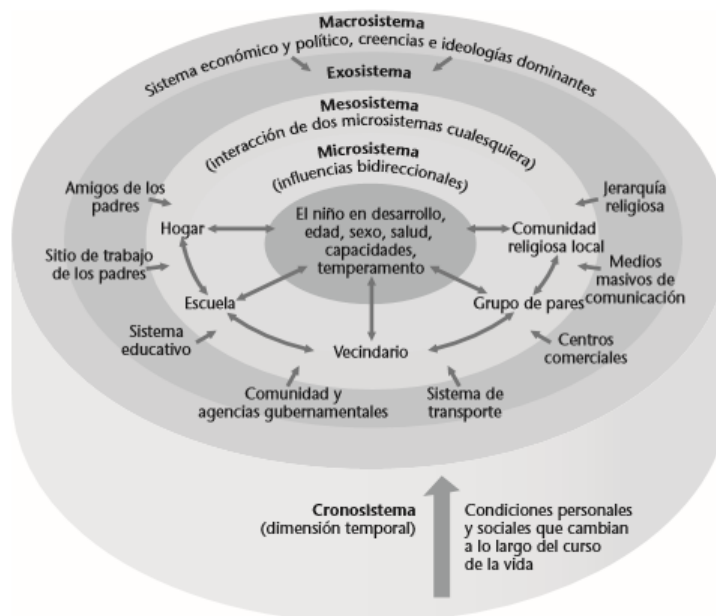 Macrosistema
Sistema económico y político, creencias e ideologías dominantes
Exosistema
Mesosistema
(interacción de dos microsistemas cualesquiera)
Microsistema
(influencias bidireccionales)
El niño en desarrollo,
edad, sexo, salud,
capacidades,
temperamento
Amigos de los
padres
Hogar
Sitio de trabajo
de los padres
Escuela
Sistema
educativo
Comunidad y
agencias gubernamentales
Vecindario
Sistema de
transporte
Centros
comerciales
Grupo de pares
Medios
masivos de
comunicación
Comunidad
religiosa local
Jerarquía
religiosa
Cronosistema
(dimensión temporal)
Condiciones personales
y sociales que cambian
a lo largo del curso
de la vida